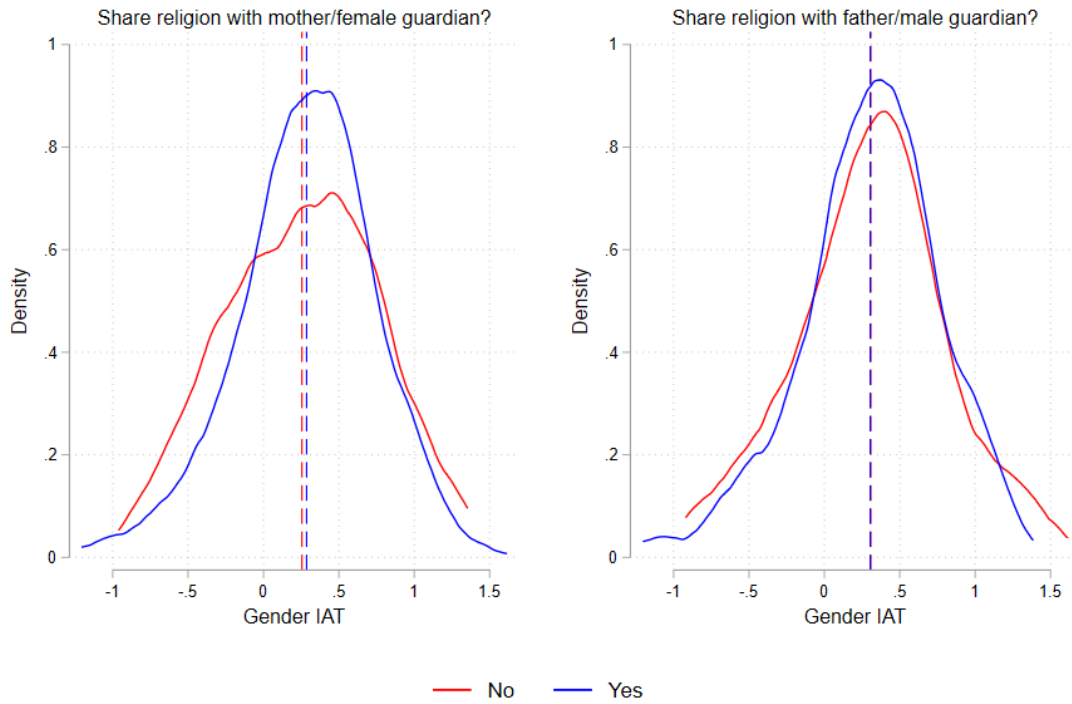 Share religion with mother/female guardian?
1
.8
.6
.4
.2
0
Density
-1 -.5 0 .5 1 1.5
Gender IAT
Share religion with father/male guardian?
1
.8
.6
.4
.2
0
Density
-1 -.5 0 .5 1 1.5
Gender IAT
No Yes